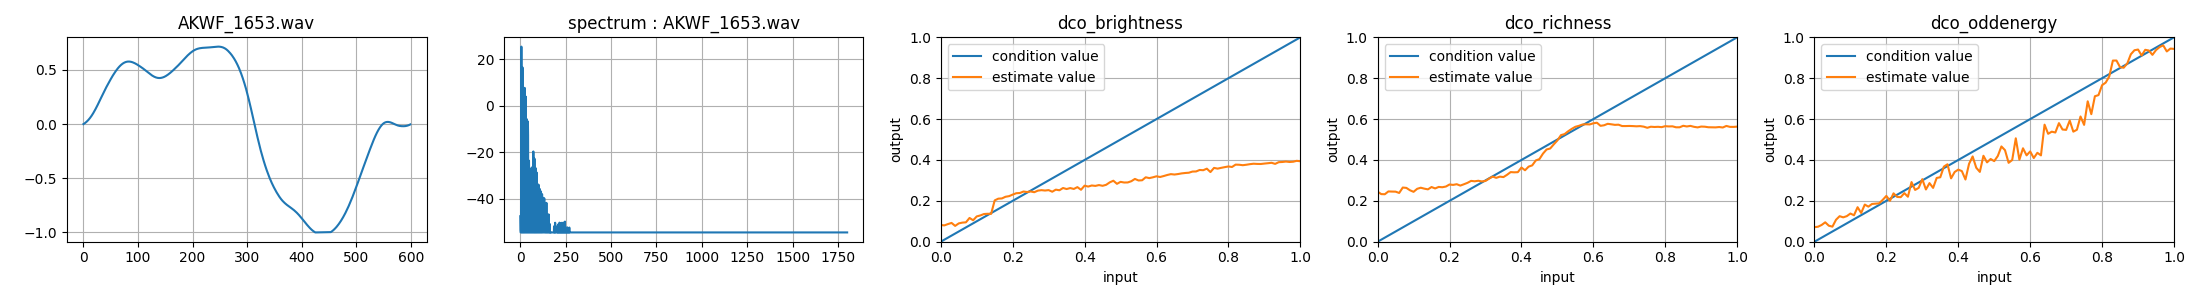 AKWF_1653.wav
0.5
0.0
−0.5
−1.0
0 100 200 300 400 500 600
spectrum : AKWF_1653.wav
20
0
−20
−40
0 250 500 750 1000 1250 1500 1750
dco_brightness
condition value
estimate value
output
1.0
0.8
0.6
0.4
0.2
0.0
0.0 0.2 0.4 0.6 0.8 1.0
input
dco_richness
condition value
estimate value
output
1.0
0.8
0.6
0.4
0.2
0.0
0.0 0.2 0.4 0.6 0.8 1.0
input
dco_oddenergy
condition value
estimate value
output
1.0
0.8
0.6
0.4
0.2
0.0
0.0 0.2 0.4 0.6 0.8 1.0
input